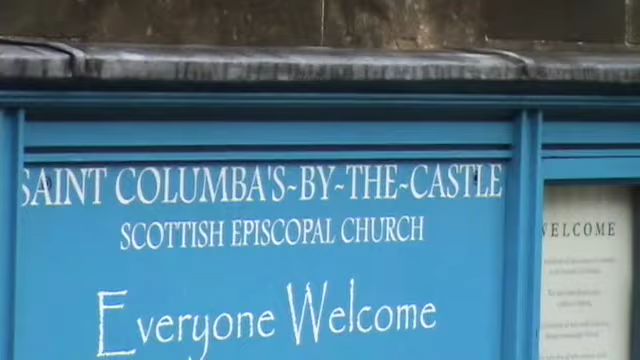 SAINT COLUMBA'S~BY~THE~CASTLE
SCOTTISH EPISCOPAL CHURCH
Everyone Welcome
WELCOME